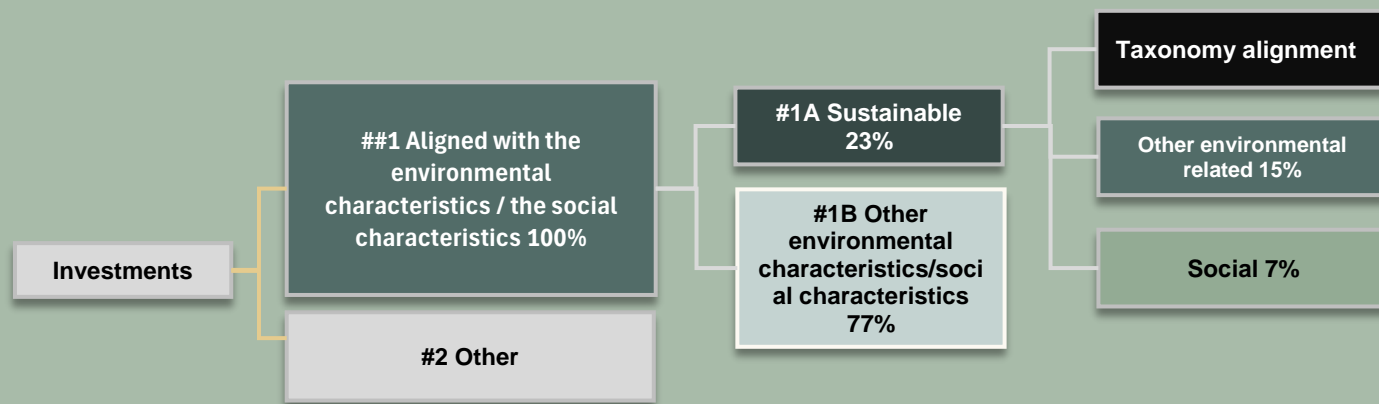 Investments
##1 Aligned with the
environmental
characteristics / the social
characteristics 100%
#2 Other
#1A Sustainable
23%
#1B Other
environmental
characteristics/soci
al characteristics
77%
Taxonomy alignment
Other environmental
related 15%
Social 7%